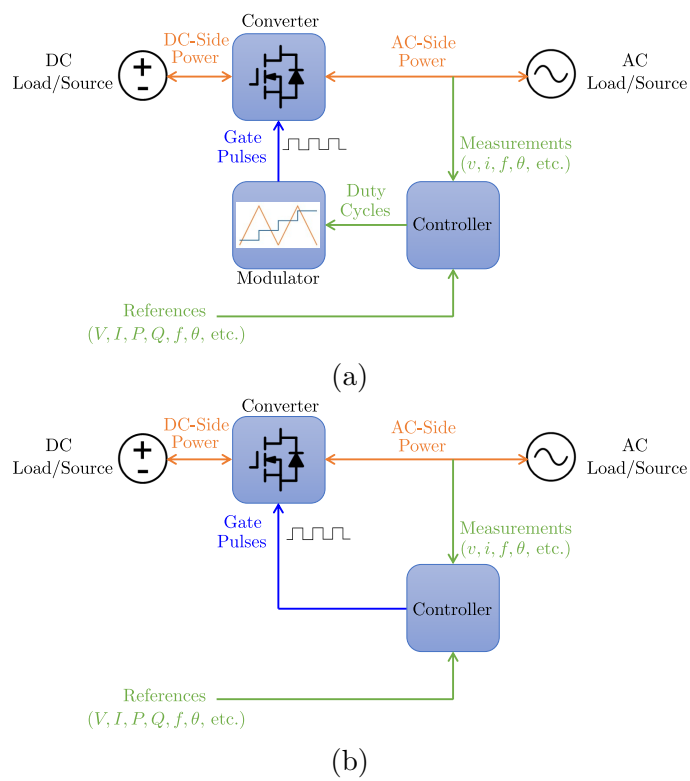 Converter
DC
Load/Source
DC-Side
Power
AC-Side
Power
AC
Load/Source
Gate
Pulses
Measurements
(v, i, f, θ, etc.)
Duty
Cycles
Controller
Modulator
References
(V, I, P, Q, f, θ, etc.)
(a)
Converter
DC
Load/Source
DC-Side
Power
AC-Side
Power
AC
Load/Source
Gate
Pulses
Measurements
(v, i, f, θ, etc.)
Controller
References
(V, I, P, Q, f, θ, etc.)
(b)